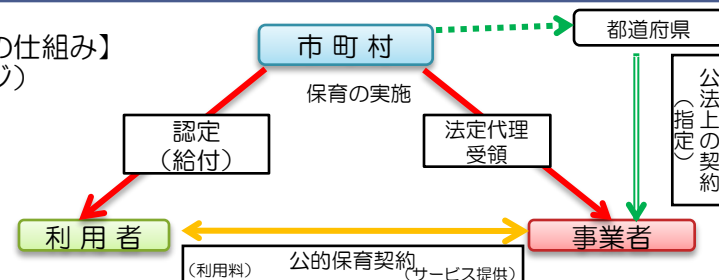 の仕組み】
ジ）
市町村
都道府県
保育の実施
公法上の契約
（指定）
認定
（給付）
法定代理
受領
利用者
事業者
公的保育契約
（利用料）
（サービス提供）